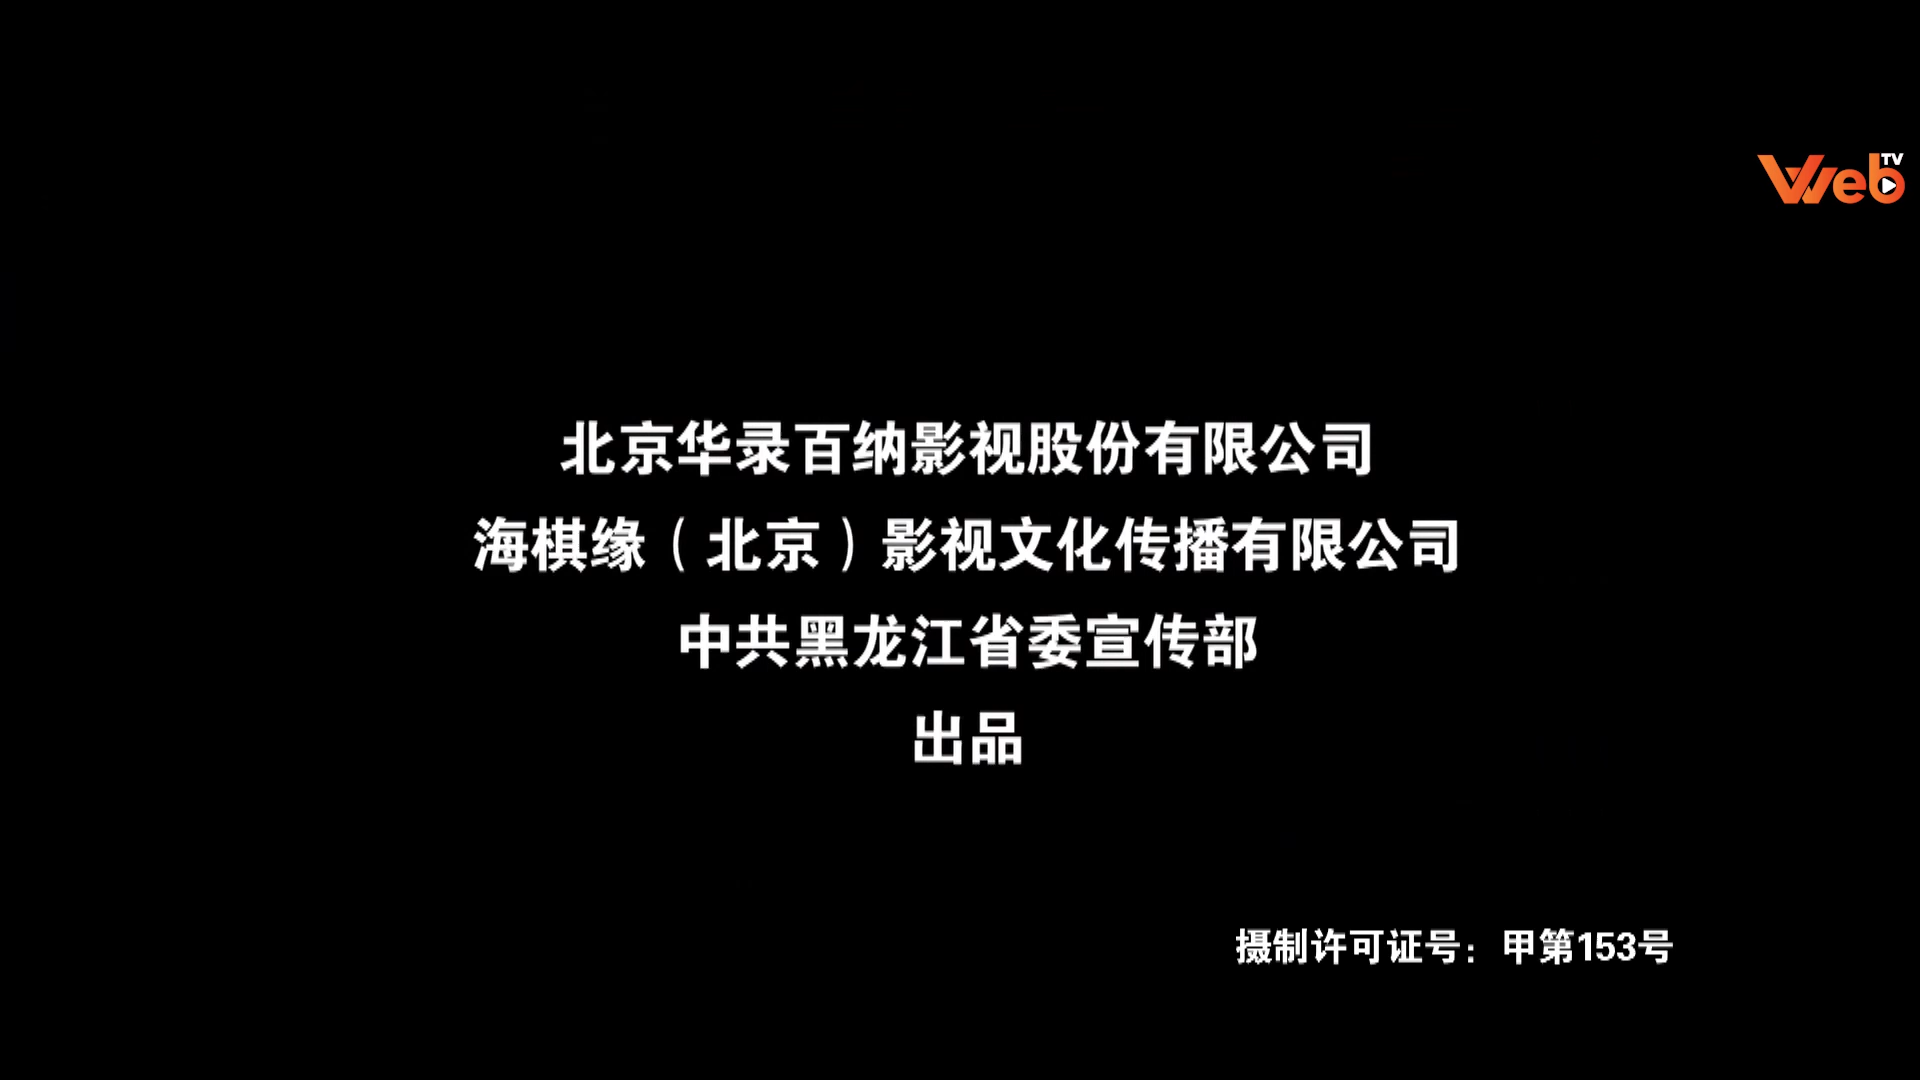 Web TV
北京华录百纳影视股份有限公司
海棋缘（北京）影视文化传播有限公司
中共黑龙江省委宣传部
出品
摄制许可证号：甲第153号